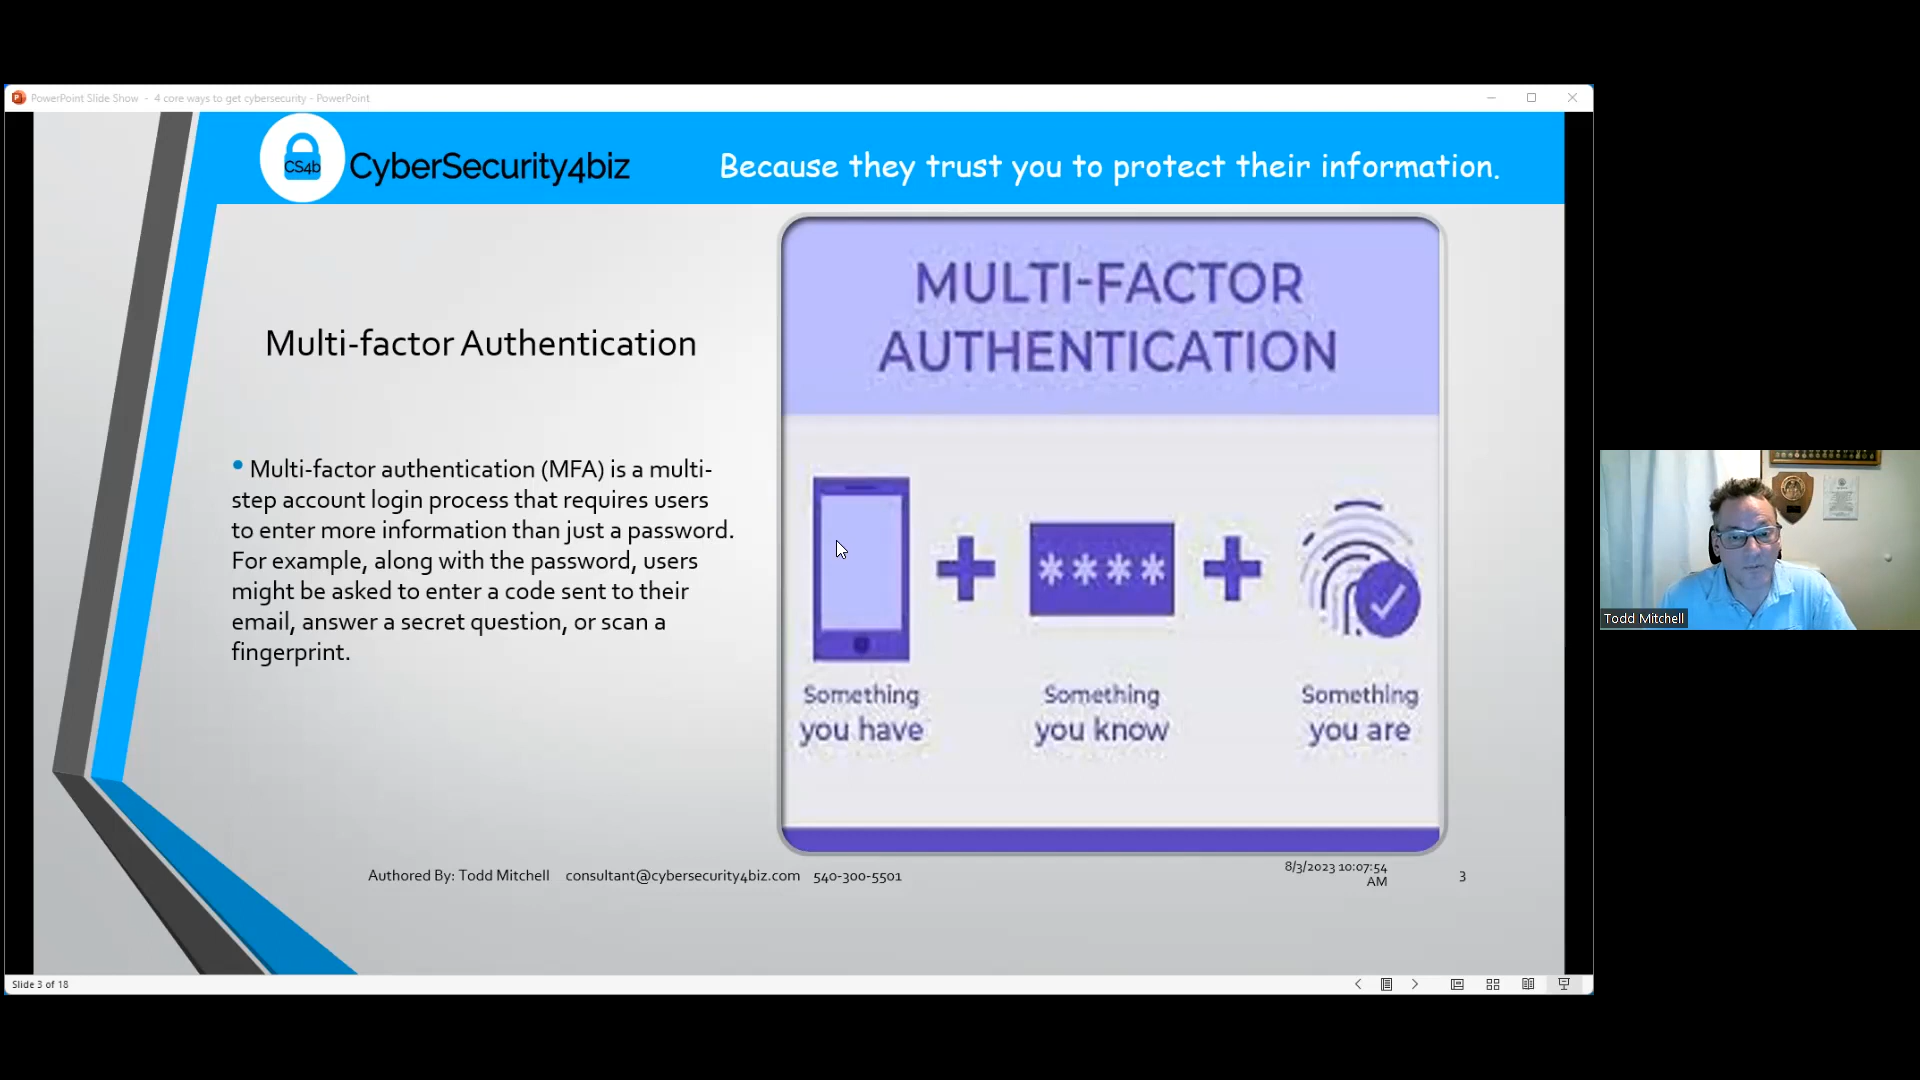 PowerPoint Slide Show - 4 core ways to get cybersecurity - PowerPoint
CS4b
CyberSecurity4biz
Because they trust you to protect their information.
Multi-factor Authentication
• Multi-factor authentication (MFA) is a multi-
step account login process that requires users
to enter more information than just a password.
For example, along with the password, users
might be asked to enter a code sent to their
email, answer a secret question, or scan a
fingerprint.
MULTI-FACTOR
AUTHENTICATION
****
Something
you have
Something
you know
Something
you are
Authored By: Todd Mitchell consultant@cybersecurity4biz.com 540-300-5501
8/3/2023 10:07:54
AM
3
Slide 3 of 18
Todd Mitchell